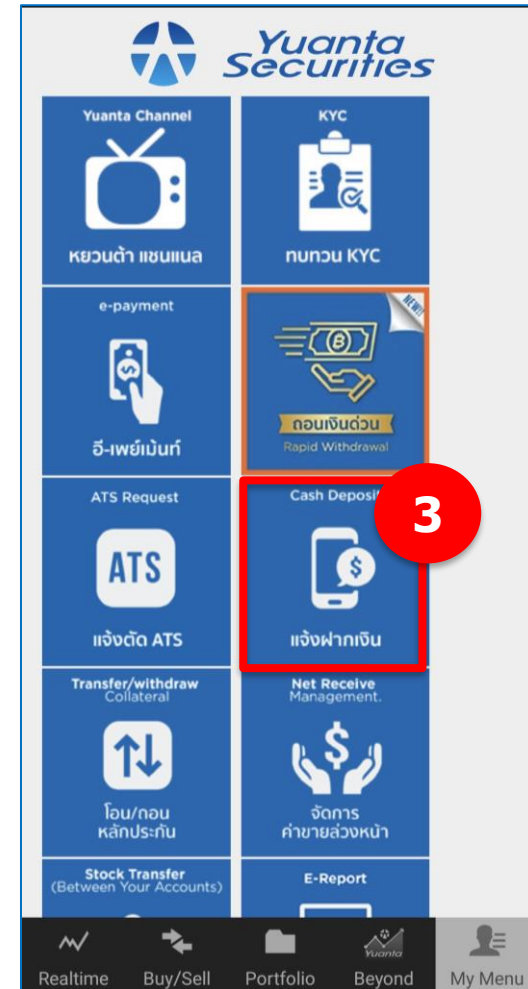 Yuanta
Securities
Yuanta Channel
หยวนต้า แชนแนล
KYC
ทบทวน KYC
e-payment
อี-เพย์เม้นท์
NEW!!
ถอนเงินด่วน
Rapid Withdrawal
ATS Request
ATS
แจ้งตัด ATS
Cash Deposit
3
แจ้งฝากเงิน
Transfer/withdraw
Collateral
โอน/ถอน
หลักประกัน
Net Receive
Management.
จัดการ
ค่าขายล่วงหน้า
Stock Transfer
(Between Your Accounts)
E-Report
Yuanta
Realtime
Buy/Sell
Portfolio
Beyond
My Menu